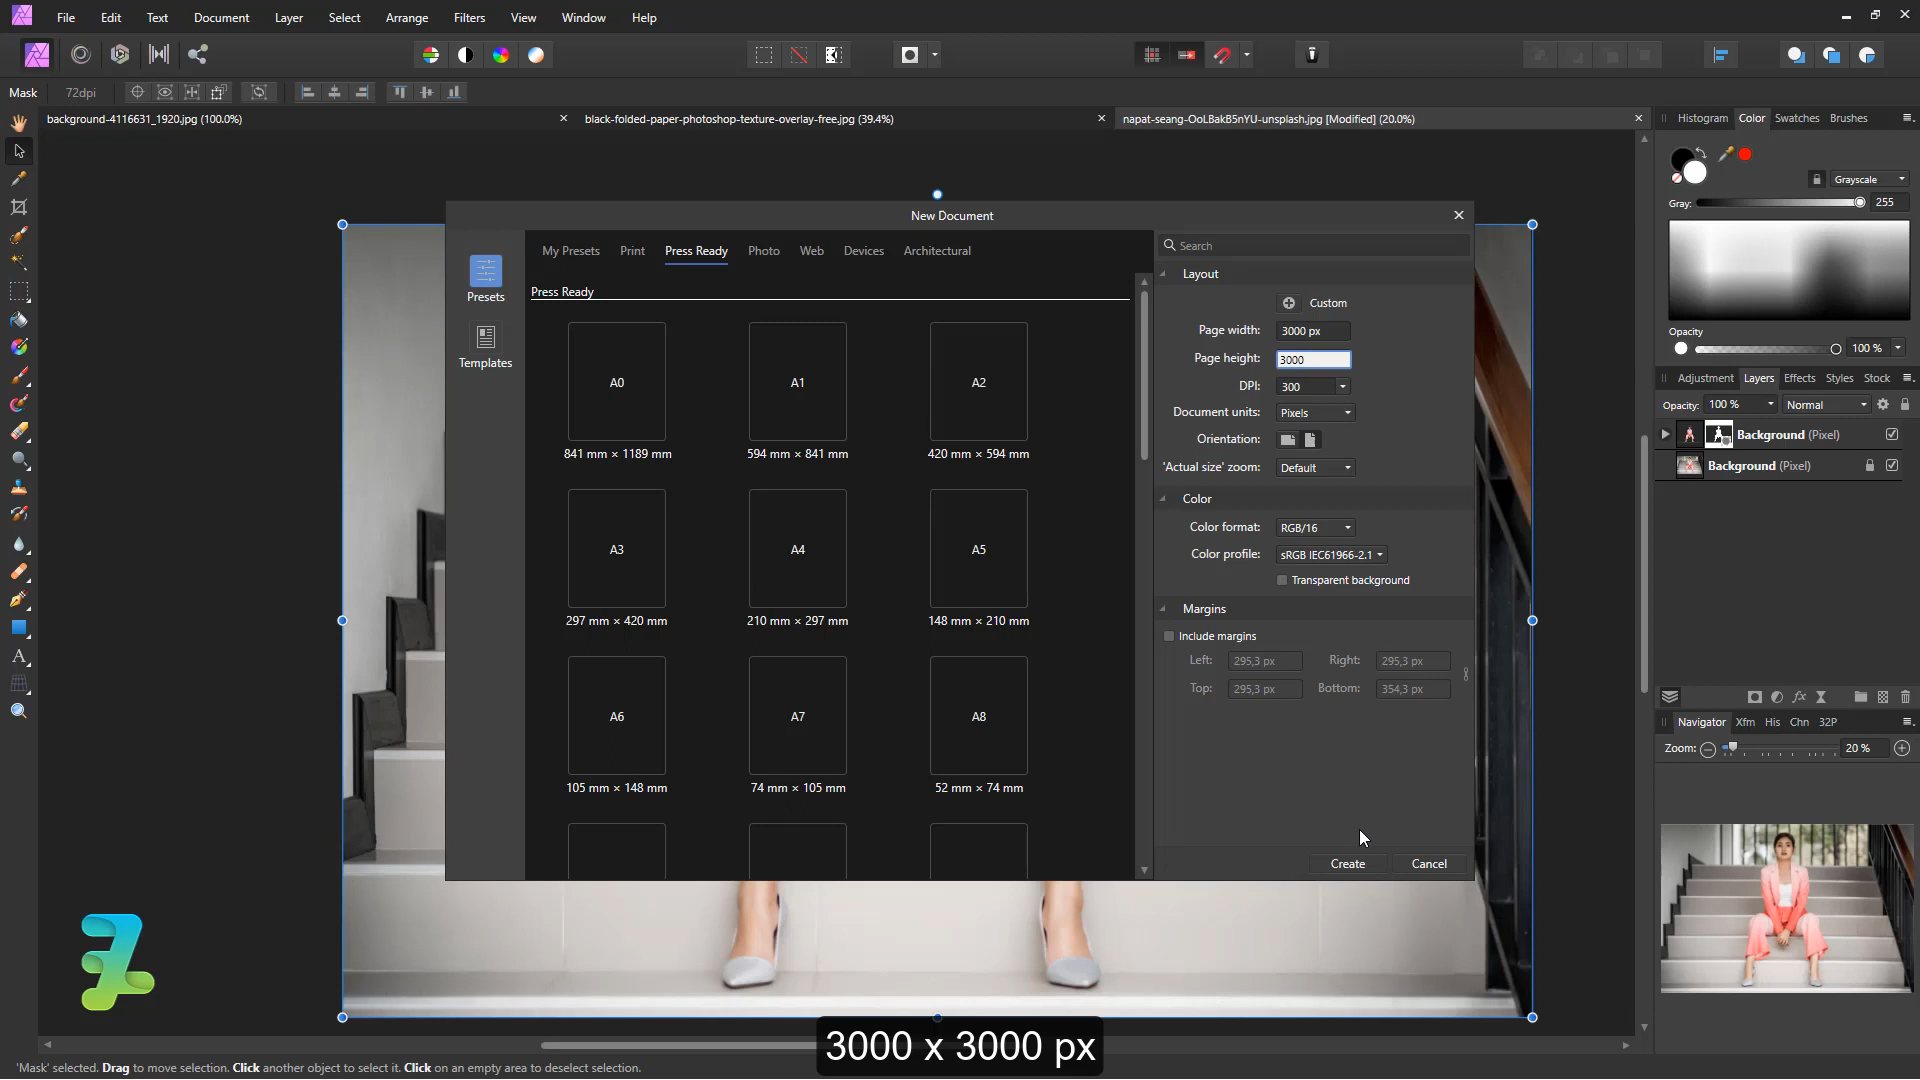 File Edit Text Document Layer Select Arrange Filters View Window Help
Mask 72dpi
background-4116631_1920.jpg (100.0%)
black-folded-paper-photoshop-texture-overlay-free.jpg (39.4%)
napat-seang-OoLBakB5nYU-unsplash.jpg [Modified] (20.0%)
New Document
Presets
Templates
My Presets Print Press Ready Photo Web Devices Architectural
Press Ready
A0 A1 A2
841 mm × 1189 mm 594 mm × 841 mm 420 mm × 594 mm
A3 A4 A5
297 mm × 420 mm 210 mm × 297 mm 148 mm × 210 mm
A6 A7 A8
105 mm × 148 mm 74 mm × 105 mm 52 mm × 74 mm
Search
Layout
Custom
Page width: 3000 px
Page height: 3000
DPI: 300
Document units: Pixels
Orientation:
'Actual size' zoom: Default
Color
Color format: RGB/16
Color profile: sRGB IEC61966-2.1
Transparent background
Margins
Include margins
Left: 295,3 px Right: 295,3 px
Top: 295,3 px Bottom: 354,3 px
Create Cancel
Histogram Color Swatches Brushes
Grayscale
Gray: 255
Opacity
100 %
Adjustment Layers Effects Styles Stock
Opacity: 100 % Normal
Background (Pixel)
Background (Pixel)
fx
Navigator Xfm His Chn 32P
Zoom: 20 %
3000 x 3000 px
'Mask' selected. Drag to move selection. Click another object to select it. Click on an empty area to deselect selection.